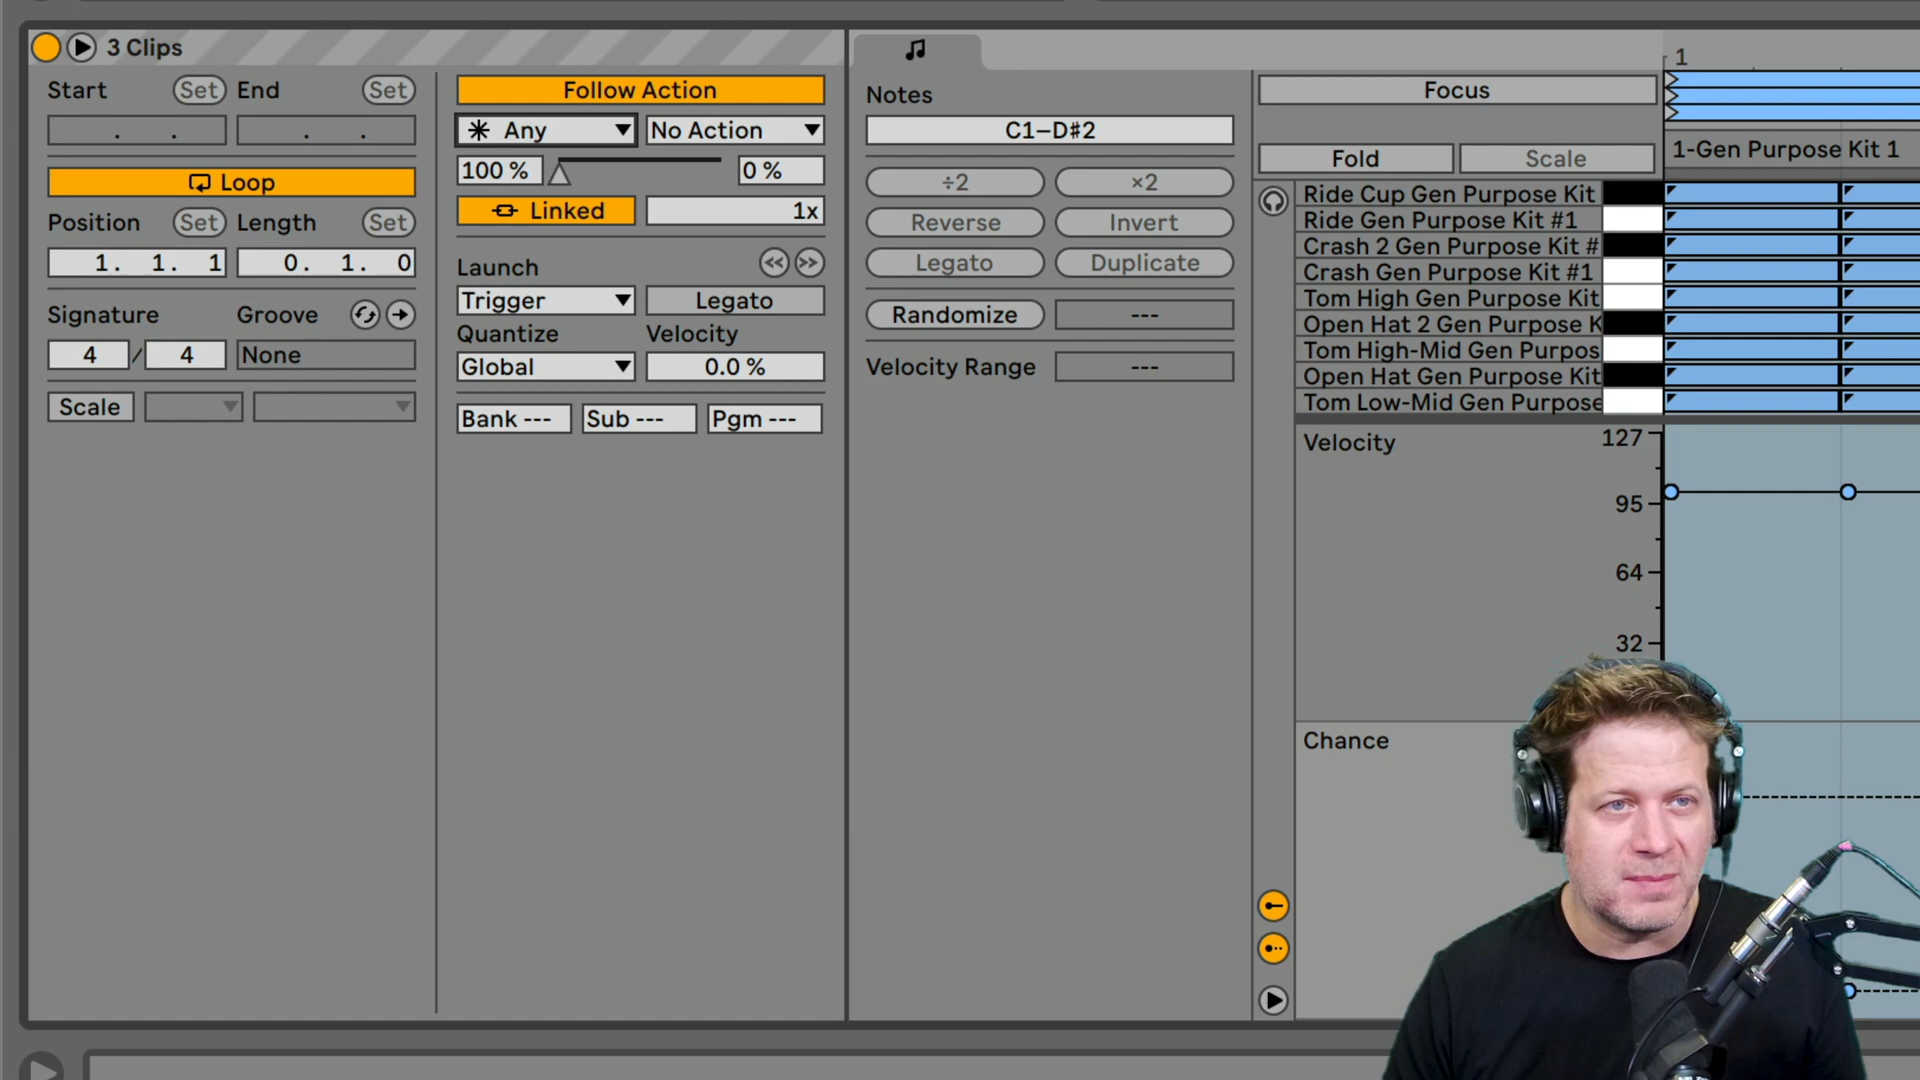 3 Clips
Start Set End Set
. . . .
Loop
Position Set Length Set
1. 1. 1 0. 1. 0
Signature Groove
4 / 4 None
Scale
Follow Action
Any No Action
100 % 0 %
Linked 1x
Launch
Trigger Legato
Quantize Velocity
Global 0.0 %
Bank --- Sub --- Pgm ---
Notes
C1–D#2
÷2 ×2
Reverse Invert
Legato Duplicate
Randomize ---
Velocity Range ---
Focus
Fold Scale
1
1-Gen Purpose Kit 1
Ride Cup Gen Purpose Kit
Ride Gen Purpose Kit #1
Crash 2 Gen Purpose Kit #
Crash Gen Purpose Kit #1
Tom High Gen Purpose Kit
Open Hat 2 Gen Purpose K
Tom High-Mid Gen Purpos
Open Hat Gen Purpose Kit
Tom Low-Mid Gen Purpose
Velocity
127
95
64
32
Chance